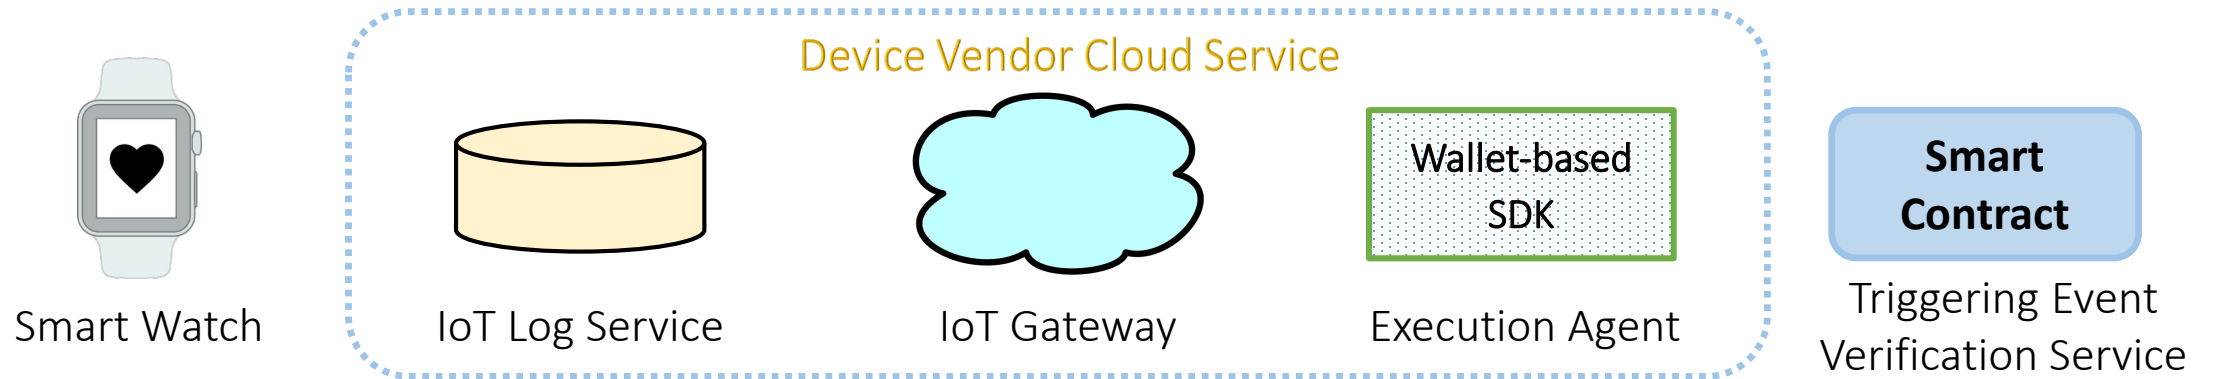 Device Vendor Cloud Service
Wallet-based
SDK
Smart
Contract
Smart Watch
IoT Log Service
IoT Gateway
Execution Agent
Triggering Event
Verification Service